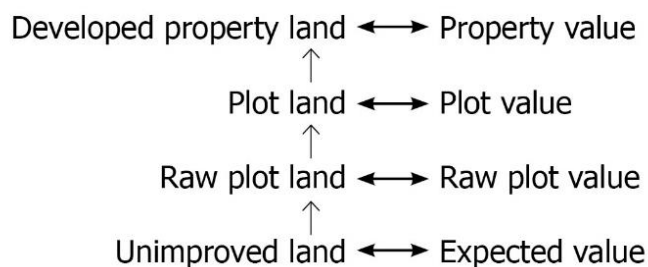 Developed property land ⟷ Property value
Plot land ⟷ Plot value
Raw plot land ⟷ Raw plot value
Unimproved land ⟷ Expected value